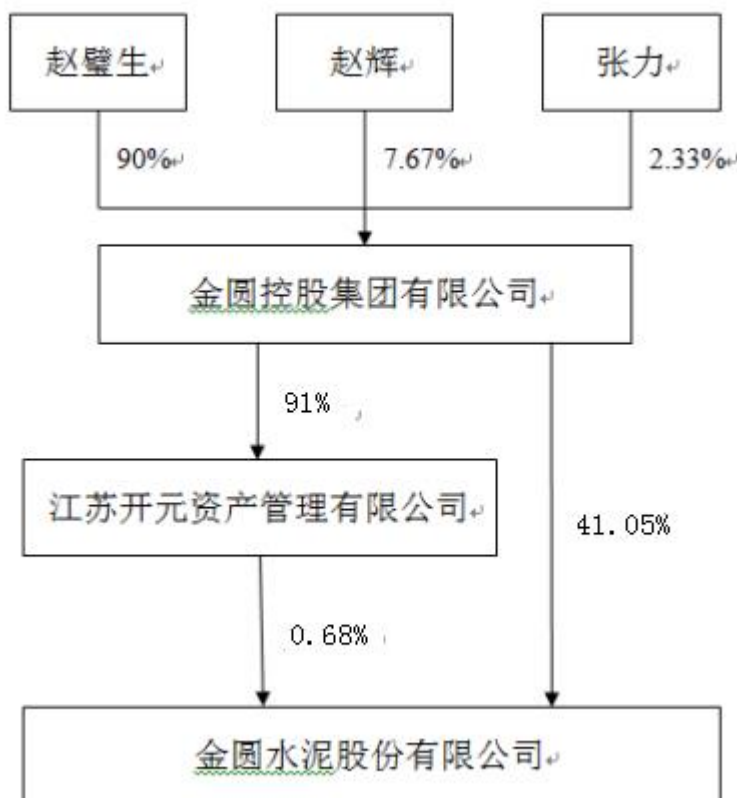 赵璧生
赵辉
张力
90%
7.67%
2.33%
金圆控股集团有限公司
91%
江苏开元资产管理有限公司
41.05%
0.68%
金圆水泥股份有限公司